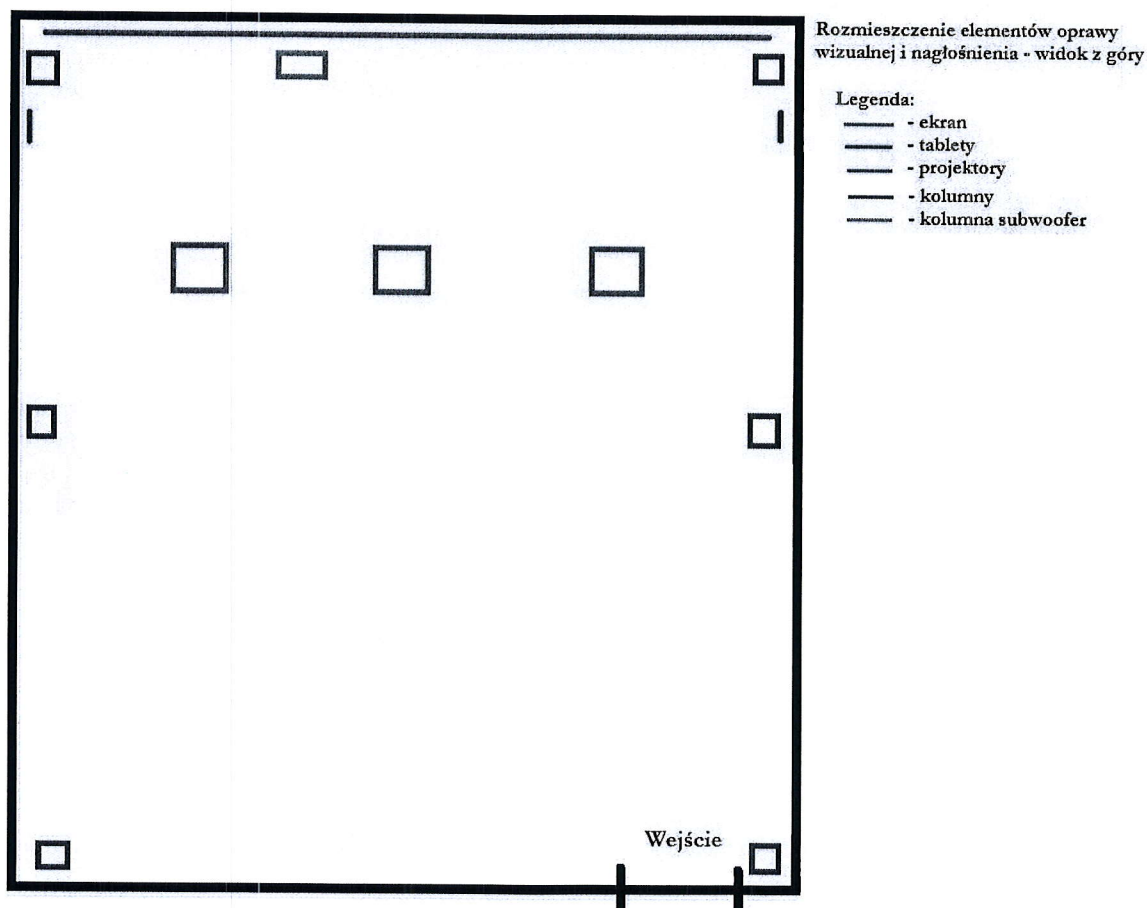 Rozmieszczenie elementów oprawy
wizualnej i nagłośnienia - widok z góry
Legenda:
- ekran
- tablety
- projektory
- kolumny
- kolumna subwoofer
Wejście